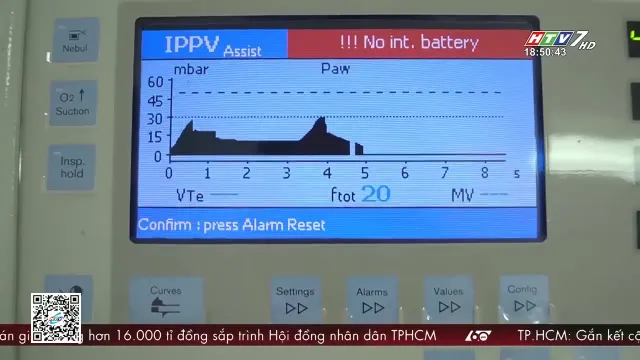 IPPV Assist
!!! No int. battery
HTV7 HD
18:50:43
Nebul
O2 ↑
Suction
Insp.
hold
mbar
Paw
60
45
30
15
0
0 1 2 3 4 5 6 7 8 s
VTe ---
ftot 20
MV ---
Confirm : press Alarm Reset
Curves
Settings
Alarms
Values
Config.
án gi
hơn 16.000 tỉ đồng sắp trình Hội đồng nhân dân TPHCM
TP.HCM: Gắn kết cộ